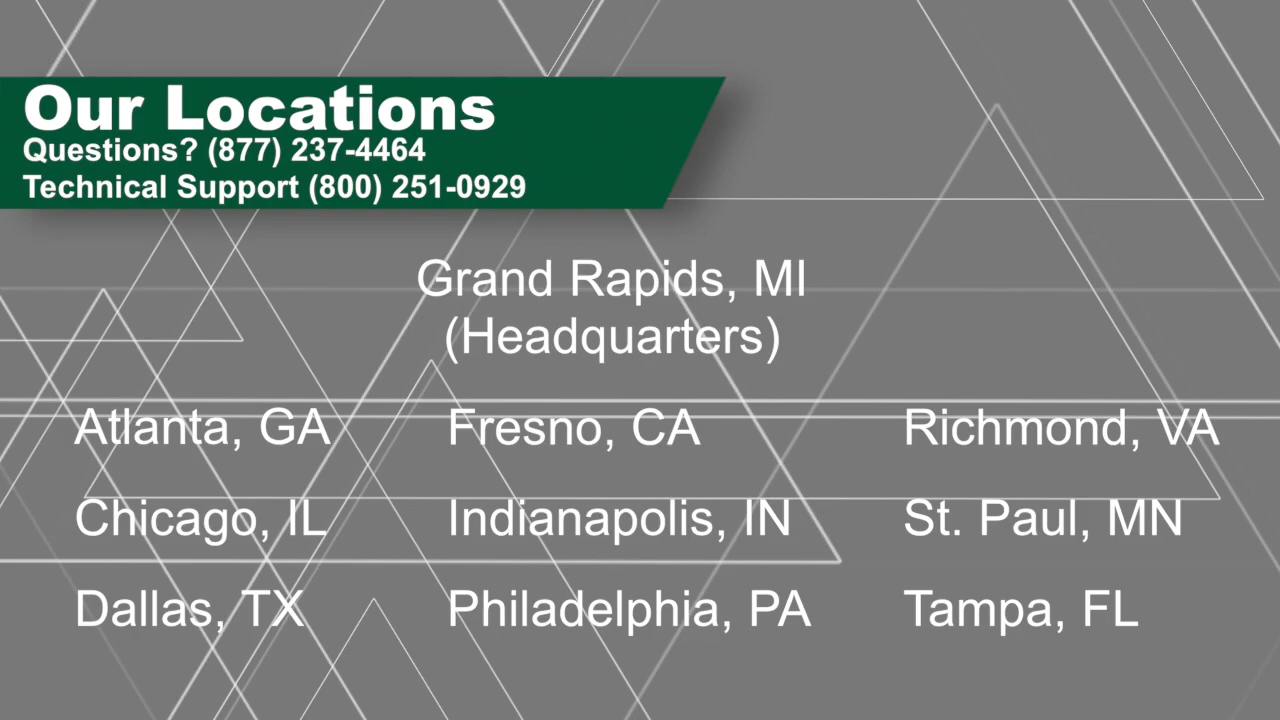 Our Locations
Questions? (877) 237-4464
Technical Support (800) 251-0929
Grand Rapids, MI
(Headquarters)
Atlanta, GA
Fresno, CA
Richmond, VA
Chicago, IL
Indianapolis, IN
St. Paul, MN
Dallas, TX
Philadelphia, PA
Tampa, FL